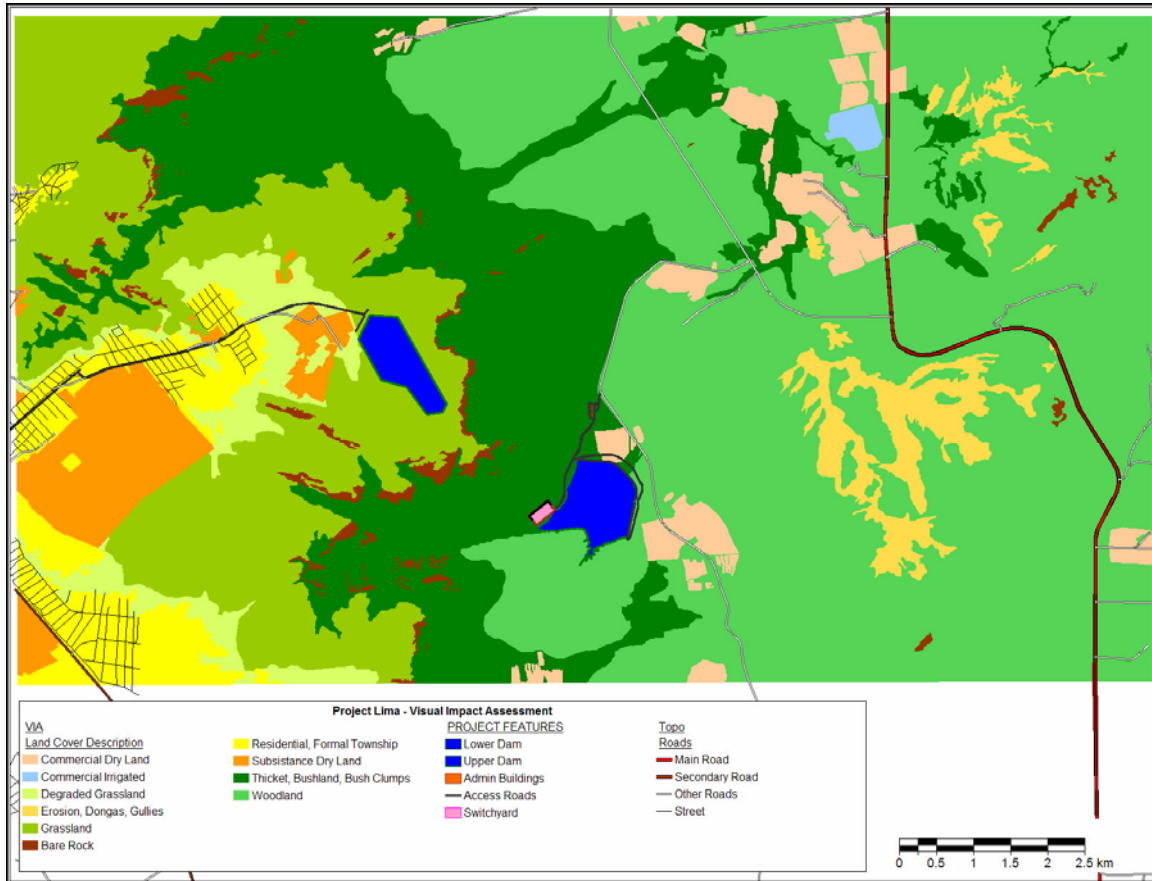 Project Lima - Visual Impact Assessment
VIA
Land Cover Description
Commercial Dry Land
Commercial Irrigated
Degraded Grassland
Erosion, Dongas, Gullies
Grassland
Bare Rock
Residential, Formal Township
Subsistance Dry Land
Thicket, Bushland, Bush Clumps
Woodland
PROJECT FEATURES
Lower Dam
Upper Dam
Admin Buildings
Access Roads
Switchyard
Topo
Roads
Main Road
Secondary Road
Other Roads
Street
0 0.5 1 1.5 2 2.5 km